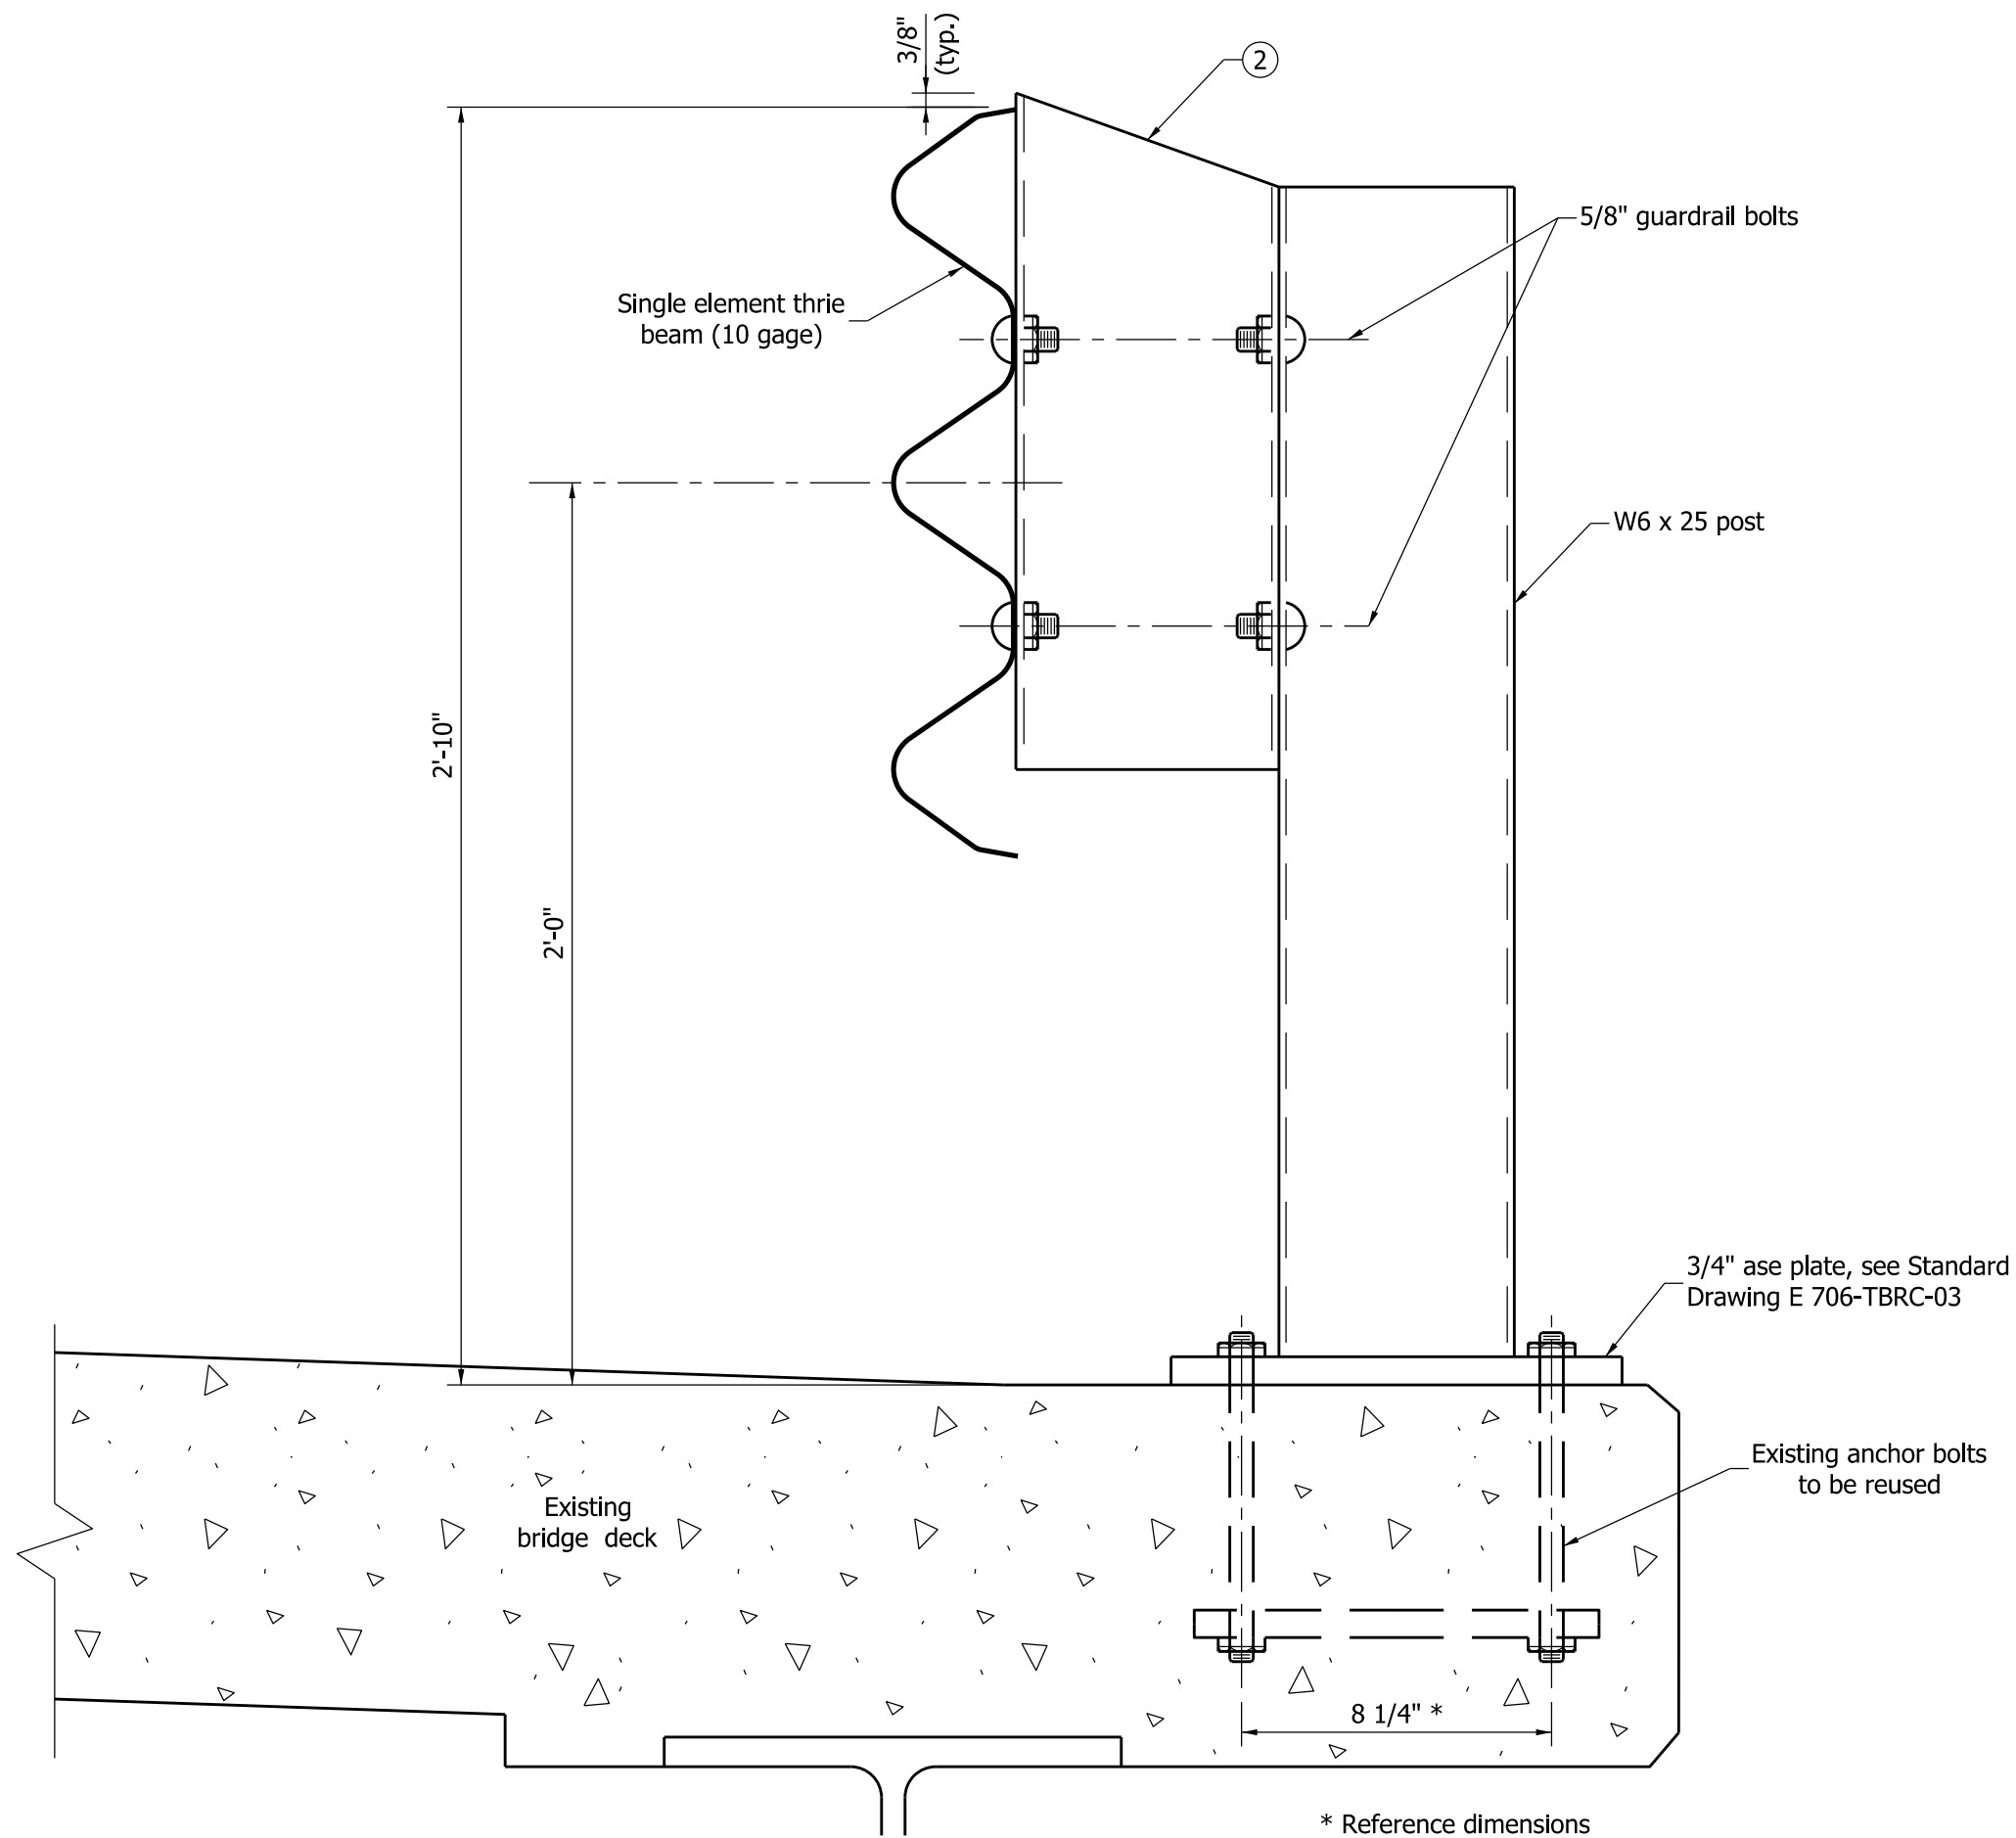 3/8"
(typ.)
2
5/8" guardrail bolts
Single element thrie
beam (10 gage)
W6 x 25 post
2'-10"
2'-0"
3/4" ase plate, see Standard
Drawing E 706-TBRC-03
Existing anchor bolts
to be reused
Existing
bridge deck
8 1/4" *
* Reference dimensions